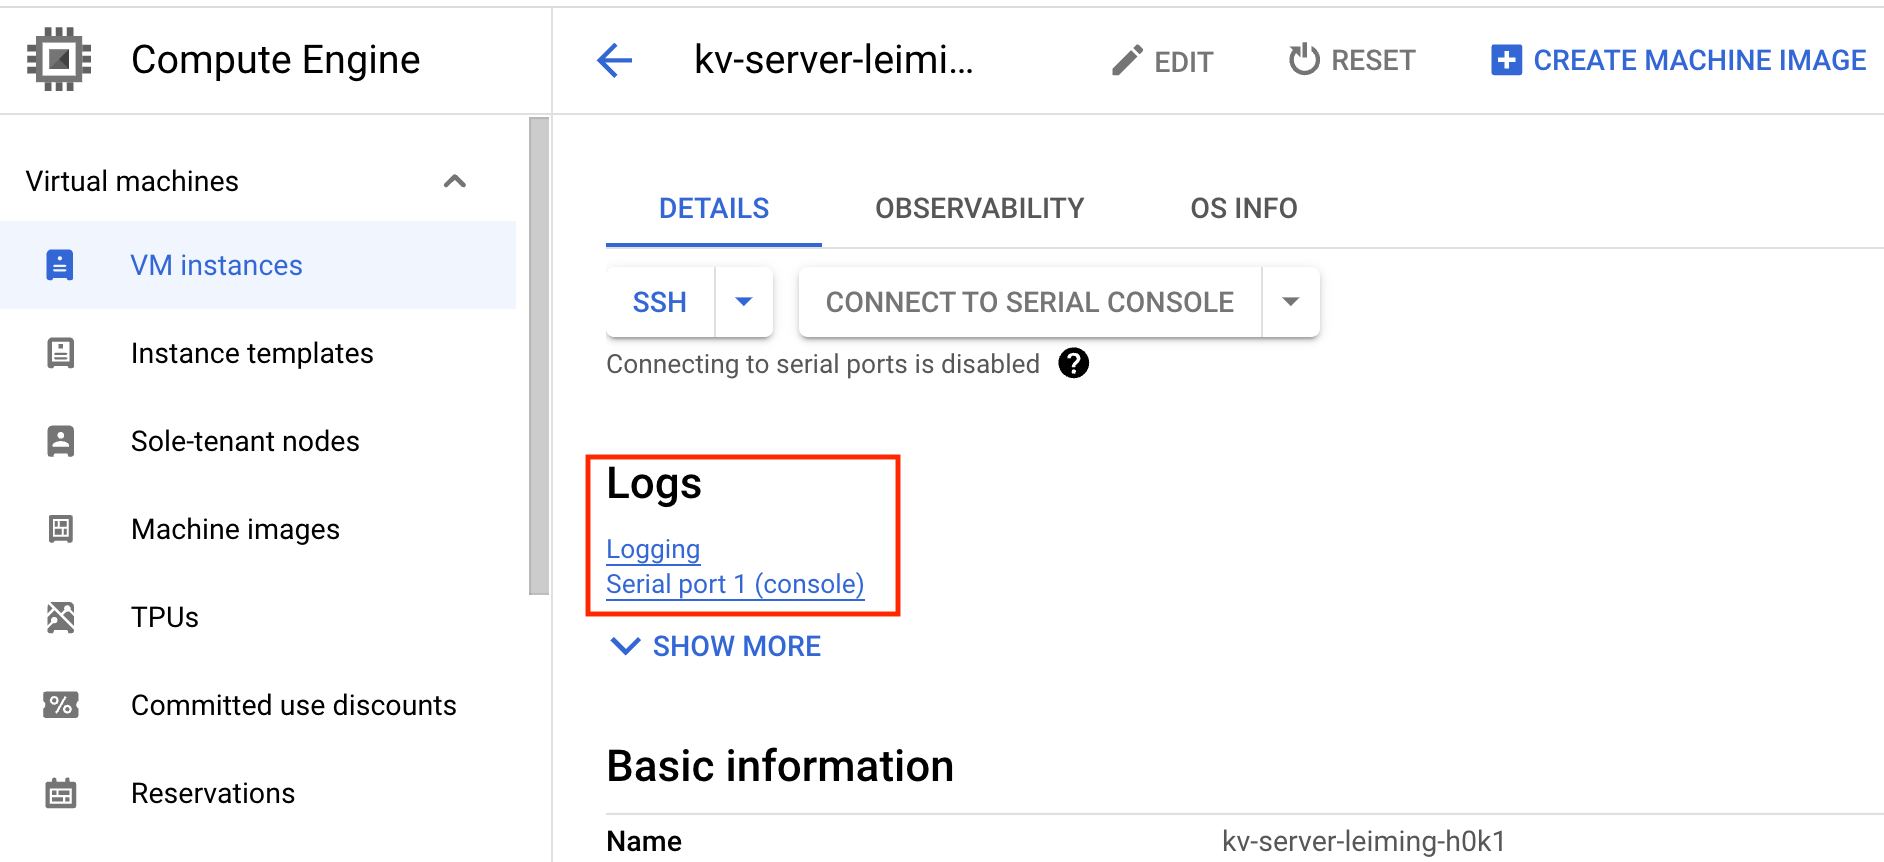 Compute Engine
kv-server-leimi...
EDIT
RESET
CREATE MACHINE IMAGE
Virtual machines
VM instances
Instance templates
Sole-tenant nodes
Machine images
TPUs
Committed use discounts
Reservations
DETAILS
OBSERVABILITY
OS INFO
SSH
CONNECT TO SERIAL CONSOLE
Connecting to serial ports is disabled
Logs
Logging
Serial port 1 (console)
SHOW MORE
Basic information
Name
kv-server-leiming-h0k1